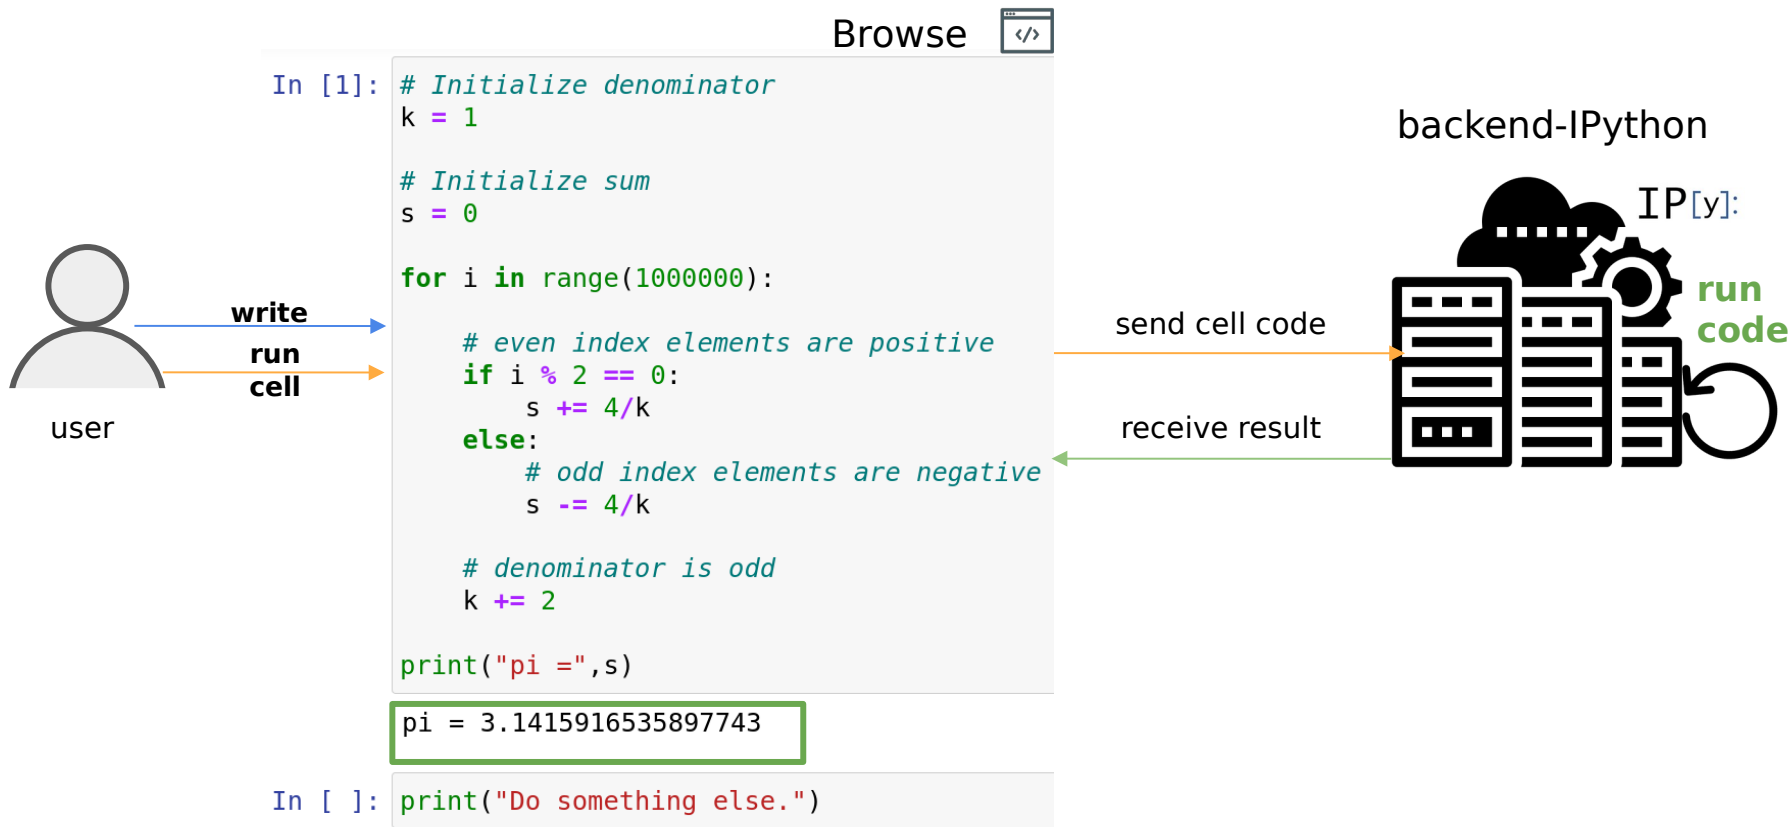 Browse
</>
In [1]:
# Initialize denominator
k = 1
# Initialize sum
s = 0
for i in range(1000000):
# even index elements are positive
if i % 2 == 0:
s += 4/k
else:
# odd index elements are negative
s -= 4/k
# denominator is odd
k += 2
print("pi =",s)
pi = 3.1415916535897743
In [ ]:
print("Do something else.")
write
run
cell
user
send cell code
receive result
backend-IPython
IP[y]:
run
code